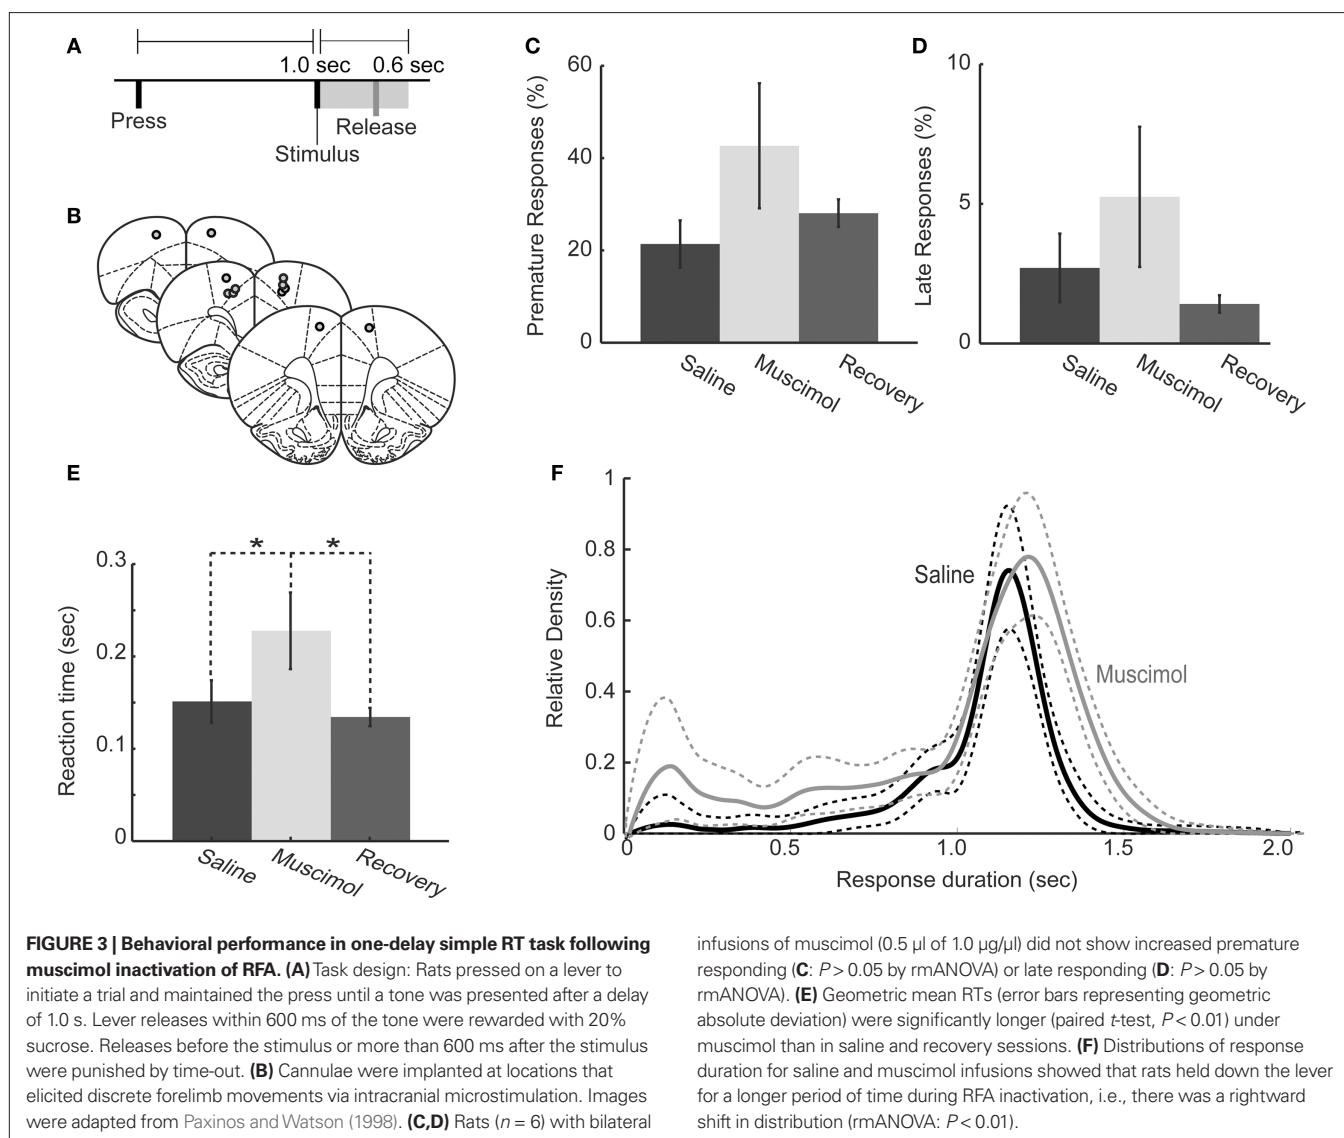 A
1.0 sec 0.6 sec
Press
Release
Stimulus
B
C
Premature Responses (%)
60
40
20
0
Saline
Muscimol
Recovery
D
Late Responses (%)
10
5
0
Saline
Muscimol
Recovery
E
Reaction time (sec)
0.3
0.2
0.1
0
* *
Saline
Muscimol
Recovery
F
Relative Density
1
0.8
0.6
0.4
0.2
0
Saline
Muscimol
0 0.5 1.0 1.5 2.0
Response duration (sec)
FIGURE 3 | Behavioral performance in one-delay simple RT task following
muscimol inactivation of RFA. (A) Task design: Rats pressed on a lever to
initiate a trial and maintained the press until a tone was presented after a delay
of 1.0 s. Lever releases within 600 ms of the tone were rewarded with 20%
sucrose. Releases before the stimulus or more than 600 ms after the stimulus
were punished by time-out. (B) Cannulae were implanted at locations that
elicited discrete forelimb movements via intracranial microstimulation. Images
were adapted from Paxinos and Watson (1998). (C,D) Rats (n = 6) with bilateral
infusions of muscimol (0.5 µl of 1.0 µg/µl) did not show increased premature
responding (C: P > 0.05 by rmANOVA) or late responding (D: P > 0.05 by
rmANOVA). (E) Geometric mean RTs (error bars representing geometric
absolute deviation) were significantly longer (paired t-test, P < 0.01) under
muscimol than in saline and recovery sessions. (F) Distributions of response
duration for saline and muscimol infusions showed that rats held down the lever
for a longer period of time during RFA inactivation, i.e., there was a rightward
shift in distribution (rmANOVA: P < 0.01).